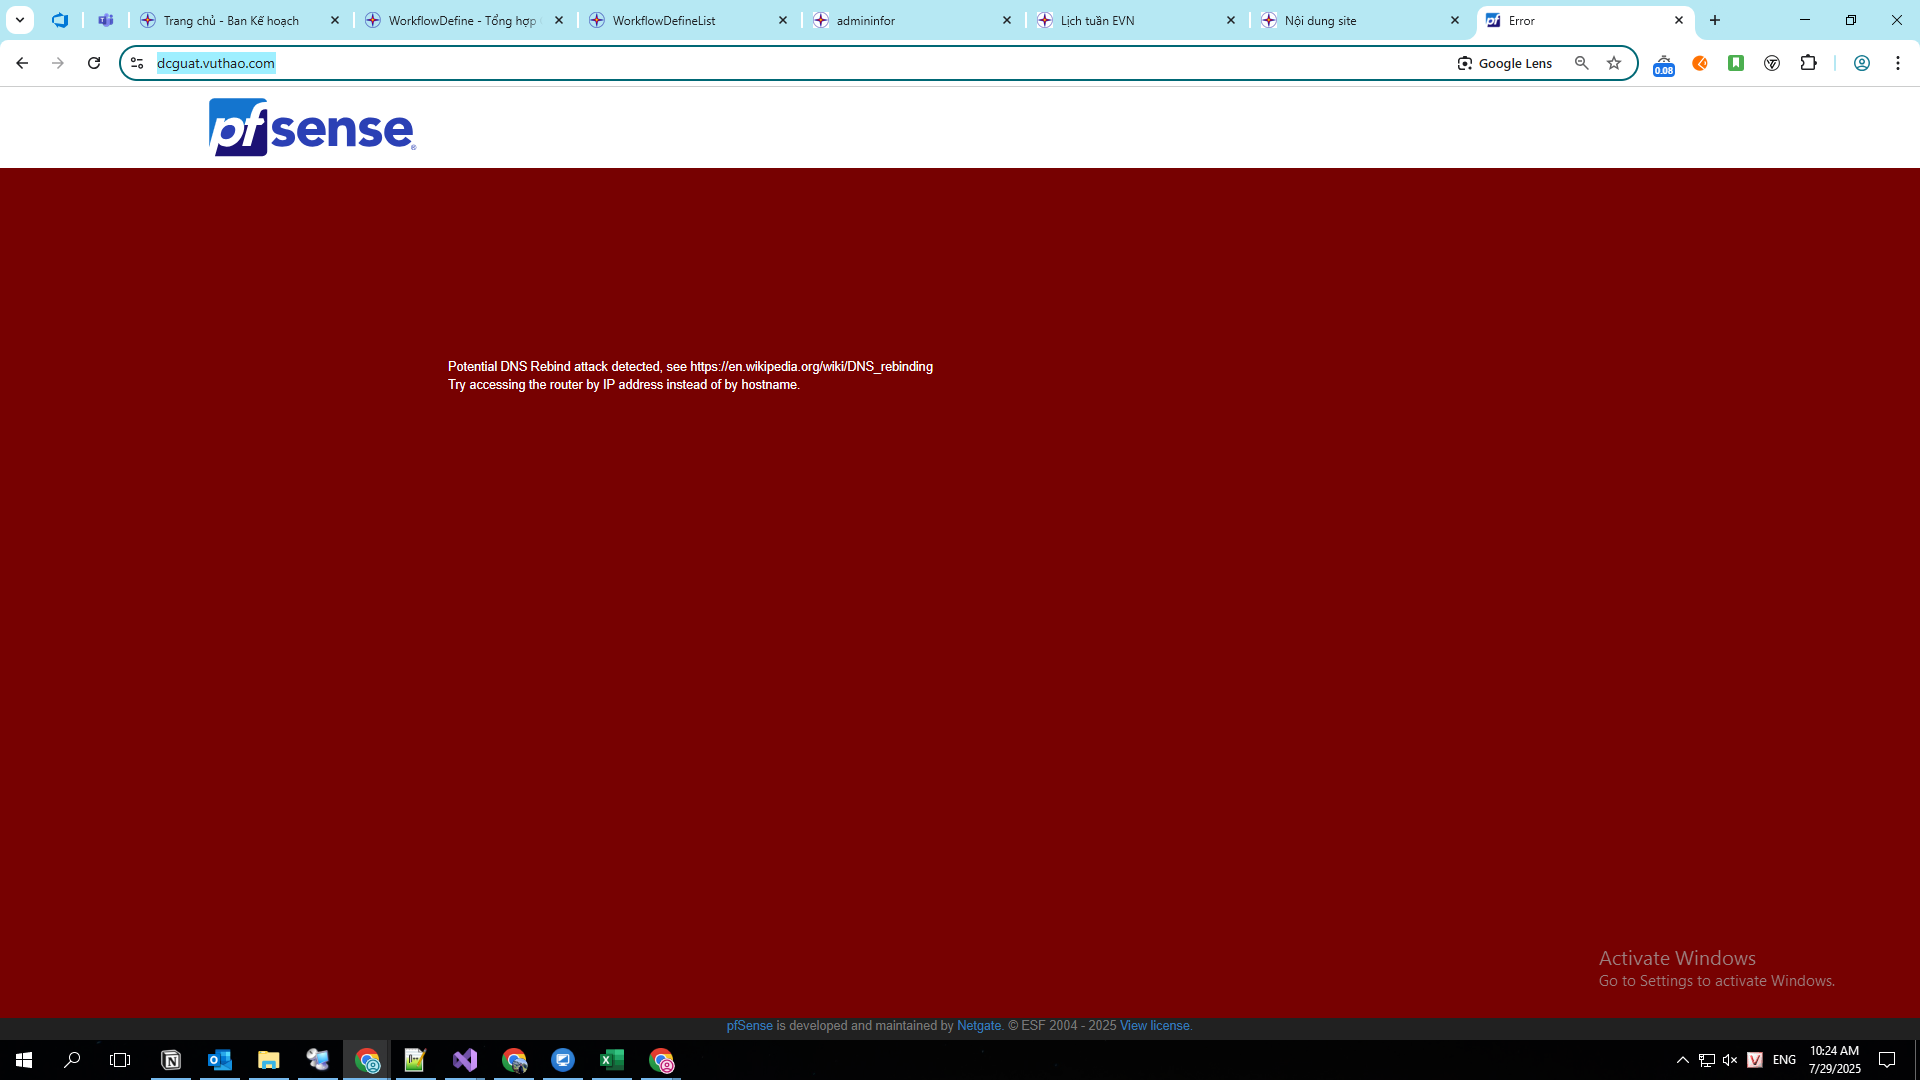 Trang chủ - Ban Kế hoạch
WorkflowDefine - Tổng hợp
WorkflowDefineList
admininfor
Lịch tuần EVN
Nội dung site
Error
dcguat.vuthao.com
Google Lens
0.08
pfsense
Potential DNS Rebind attack detected, see https://en.wikipedia.org/wiki/DNS_rebinding
Try accessing the router by IP address instead of by hostname.
Activate Windows
Go to Settings to activate Windows.
pfSense is developed and maintained by Netgate. © ESF 2004 - 2025 View license.
ENG
10:24 AM
7/29/2025